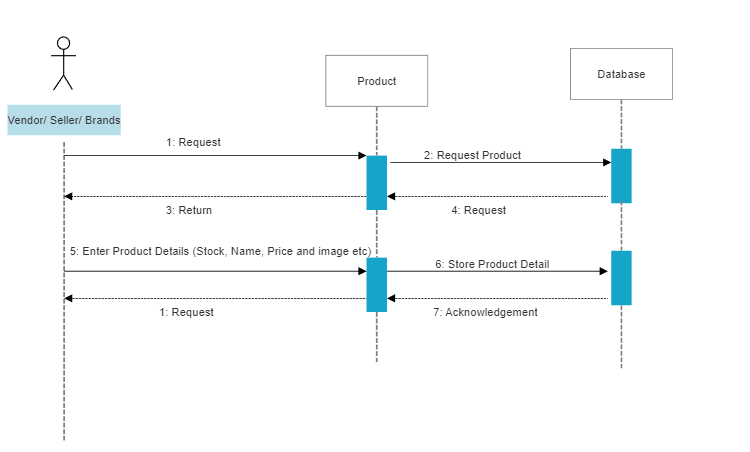 Product
Database
Vendor/ Seller/ Brands
1: Request
2: Request Product
3: Return
4: Request
5: Enter Product Details (Stock, Name, Price and image etc)
6: Store Product Detail
1: Request
7: Acknowledgement